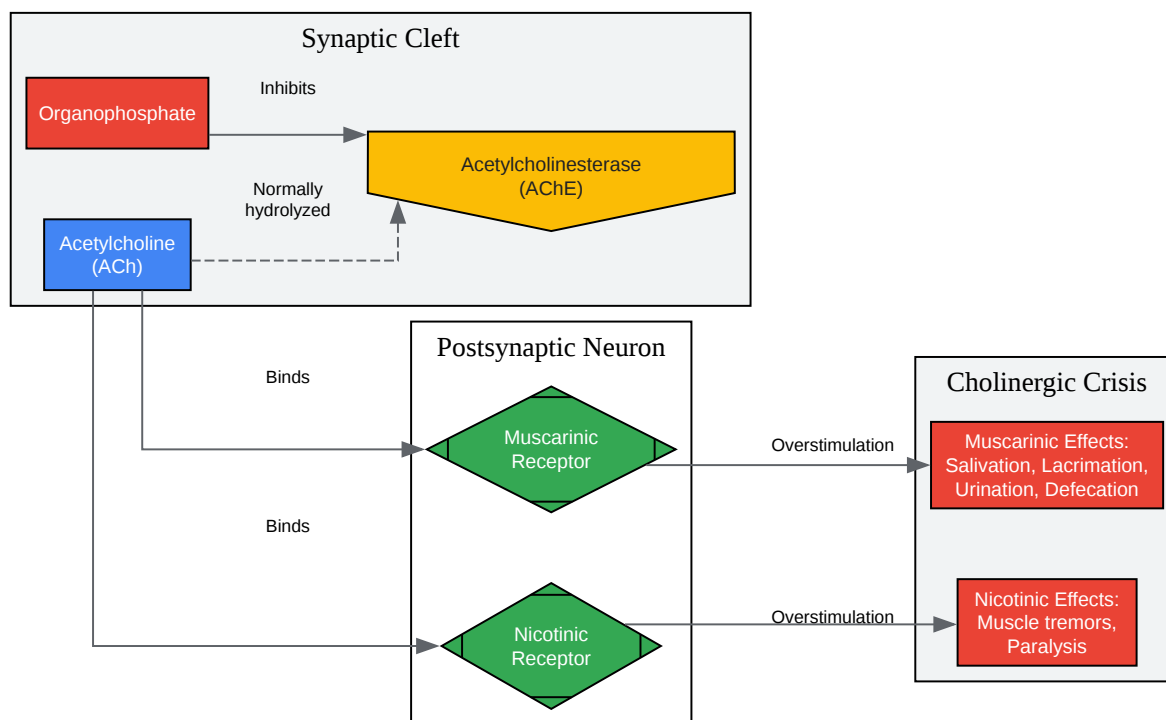 Synaptic Cleft
Organophosphate
Inhibits
Acetylcholinesterase
(AChE)
Normally
hydrolyzed
Acetylcholine
(ACh)
Postsynaptic Neuron
Binds
Muscarinic
Receptor
Overstimulation
Cholinergic Crisis
Muscarinic Effects:
Salivation, Lacrimation,
Urination, Defecation
Binds
Nicotinic
Receptor
Overstimulation
Nicotinic Effects:
Muscle tremors,
Paralysis